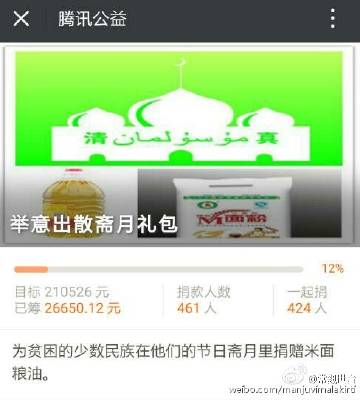 腾讯公益
清 مۇسۇلمان 真
M面粉
举意出散斋月礼包
12%
目标 210526 元 捐款人数 一起捐
已筹 26650.12 元 461 人 424 人
为贫困的少数民族在他们的节日斋月里捐赠米面
粮油。
weibo.com/manjuvimalakirti